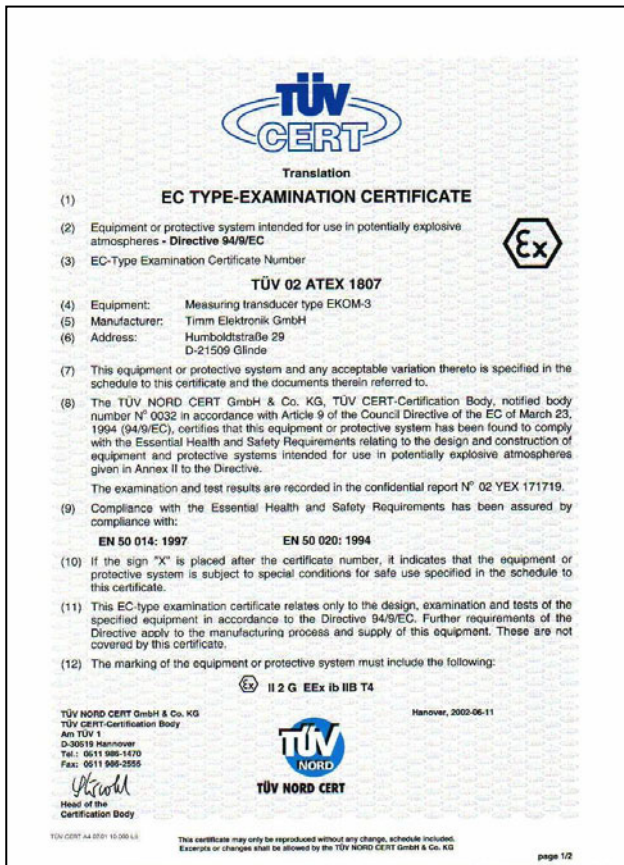 TÜV
CERT
Translation
(1) EC TYPE-EXAMINATION CERTIFICATE
(2) Equipment or protective system intended for use in potentially explosive
atmospheres - Directive 94/9/EC
Ex
(3) EC-Type Examination Certificate Number
TÜV 02 ATEX 1807
(4) Equipment: Measuring transducer type EKOM-3
(5) Manufacturer: Timm Elektronik GmbH
(6) Address: Humboldtstraße 29
D-21509 Glinde
(7) This equipment or protective system and any acceptable variation thereto is specified in the
schedule to this certificate and the documents therein referred to.
(8) The TÜV NORD CERT GmbH & Co. KG, TÜV CERT-Certification Body, notified body
number N° 0032 in accordance with Article 9 of the Council Directive of the EC of March 23,
1994 (94/9/EC), certifies that this equipment or protective system has been found to comply
with the Essential Health and Safety Requirements relating to the design and construction of
equipment and protective systems intended for use in potentially explosive atmospheres
given in Annex II to the Directive.
The examination and test results are recorded in the confidential report N° 02 YEX 171719.
(9) Compliance with the Essential Health and Safety Requirements has been assured by
compliance with:
EN 50 014: 1997 EN 50 020: 1994
(10) If the sign "X" is placed after the certificate number, it indicates that the equipment or
protective system is subject to special conditions for safe use specified in the schedule to
this certificate.
(11) This EC-type examination certificate relates only to the design, examination and tests of the
specified equipment in accordance to the Directive 94/9/EC. Further requirements of the
Directive apply to the manufacturing process and supply of this equipment. These are not
covered by this certificate.
(12) The marking of the equipment or protective system must include the following:
Ex II 2 G EEx ib IIB T4
TÜV NORD CERT GmbH & Co. KG
TÜV CERT-Certification Body
Am TÜV 1
D-30519 Hannover
Tel.: 0511 986-1470
Fax: 0511 986-2555
Hanover, 2002-06-11
TÜV
NORD
TÜV NORD CERT
Head of the
Certification Body
TÜV CERT A4 07.01 10.000
This certificate may only be reproduced without any change, schedule included.
Excerpts or changes shall be allowed by the TÜV NORD CERT GmbH & Co. KG
page 1/2